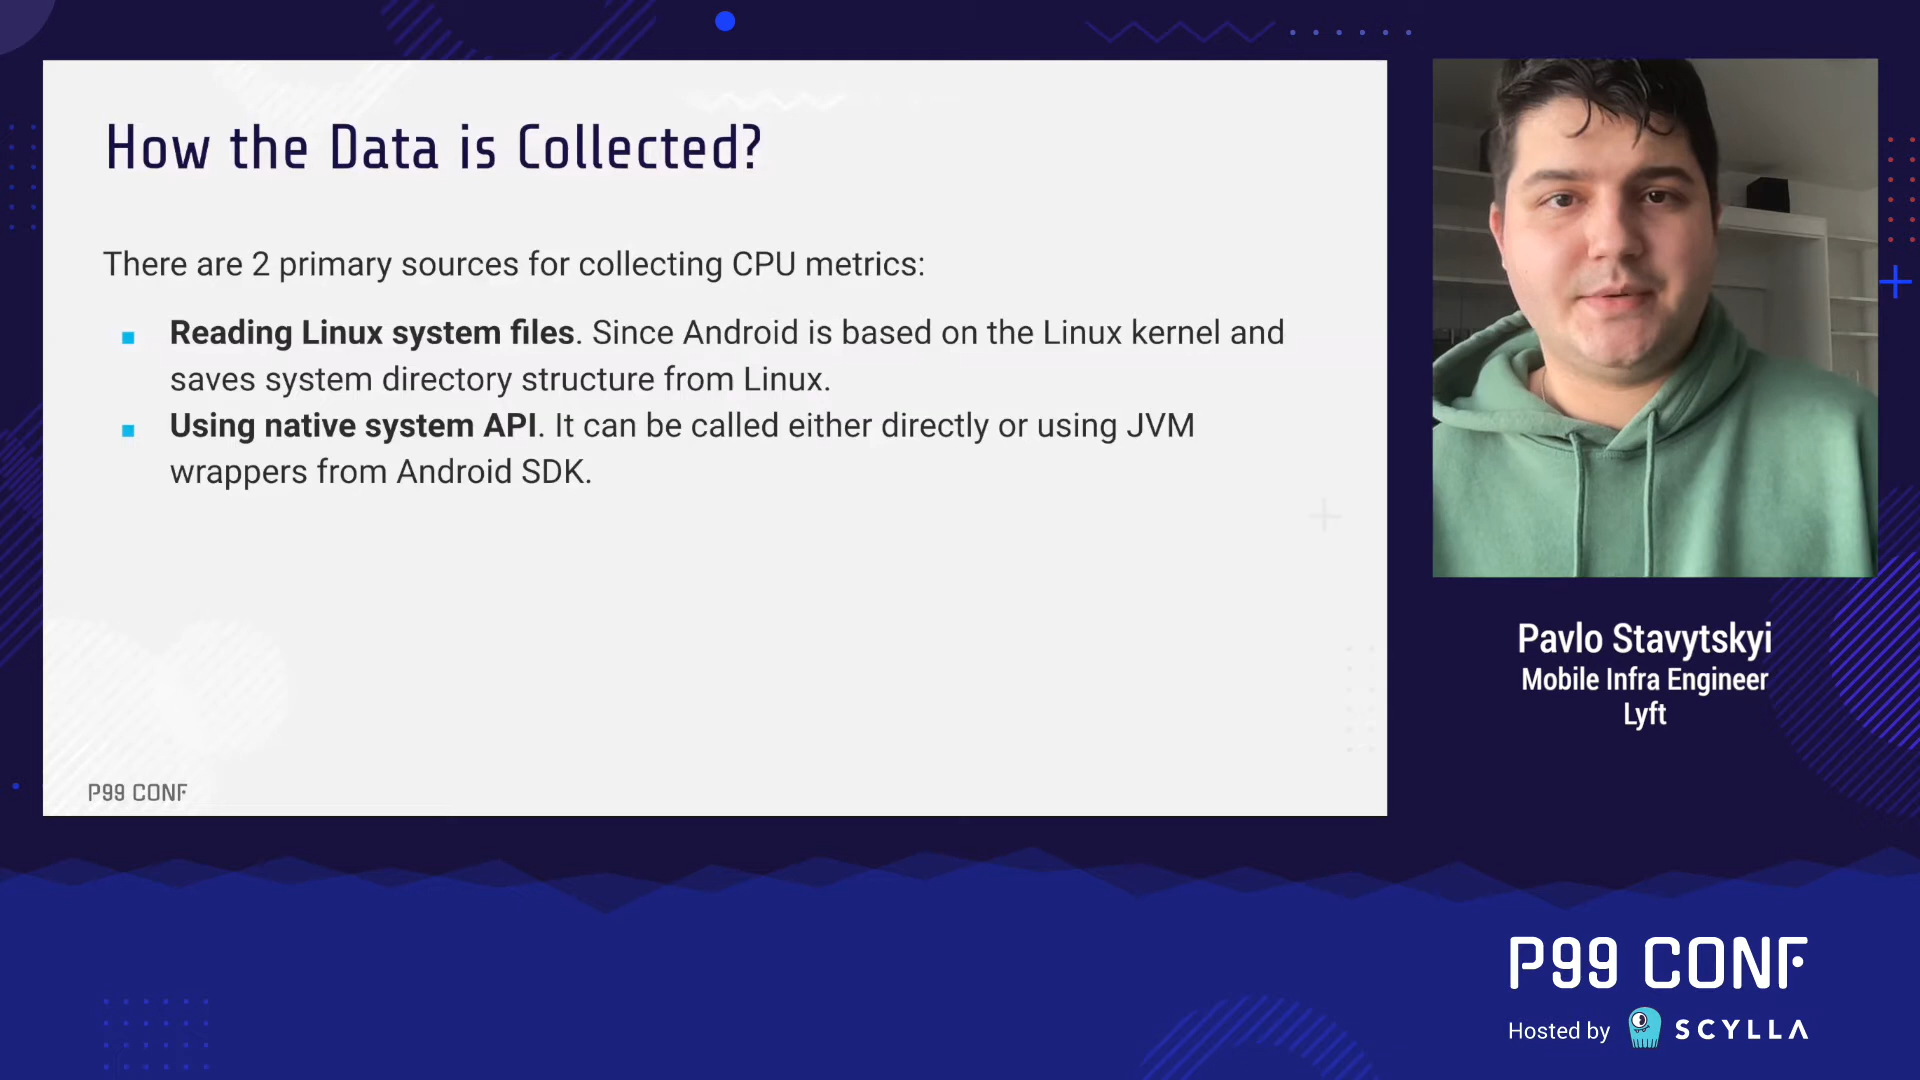 How the Data is Collected?
There are 2 primary sources for collecting CPU metrics:
Reading Linux system files. Since Android is based on the Linux kernel and
saves system directory structure from Linux.
Using native system API. It can be called either directly or using JVM
wrappers from Android SDK.
P99 CONF
Pavlo Stavytskyi
Mobile Infra Engineer
Lyft
P99 CONF
Hosted by SCYLLA